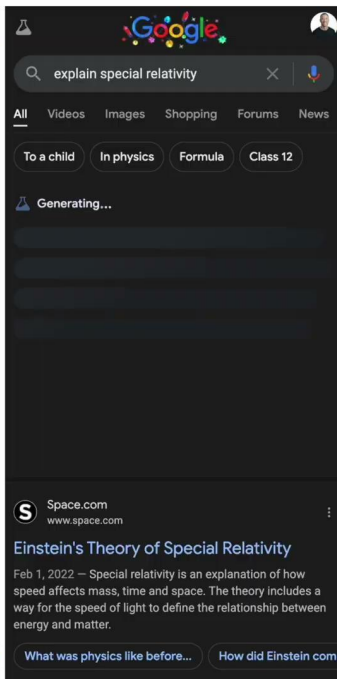 Google
explain special relativity
All Videos Images Shopping Forums News
To a child In physics Formula Class 12
Generating...
S Space.com
www.space.com
Einstein's Theory of Special Relativity
Feb 1, 2022 — Special relativity is an explanation of how
speed affects mass, time and space. The theory includes a
way for the speed of light to define the relationship between
energy and matter.
What was physics like before... How did Einstein com